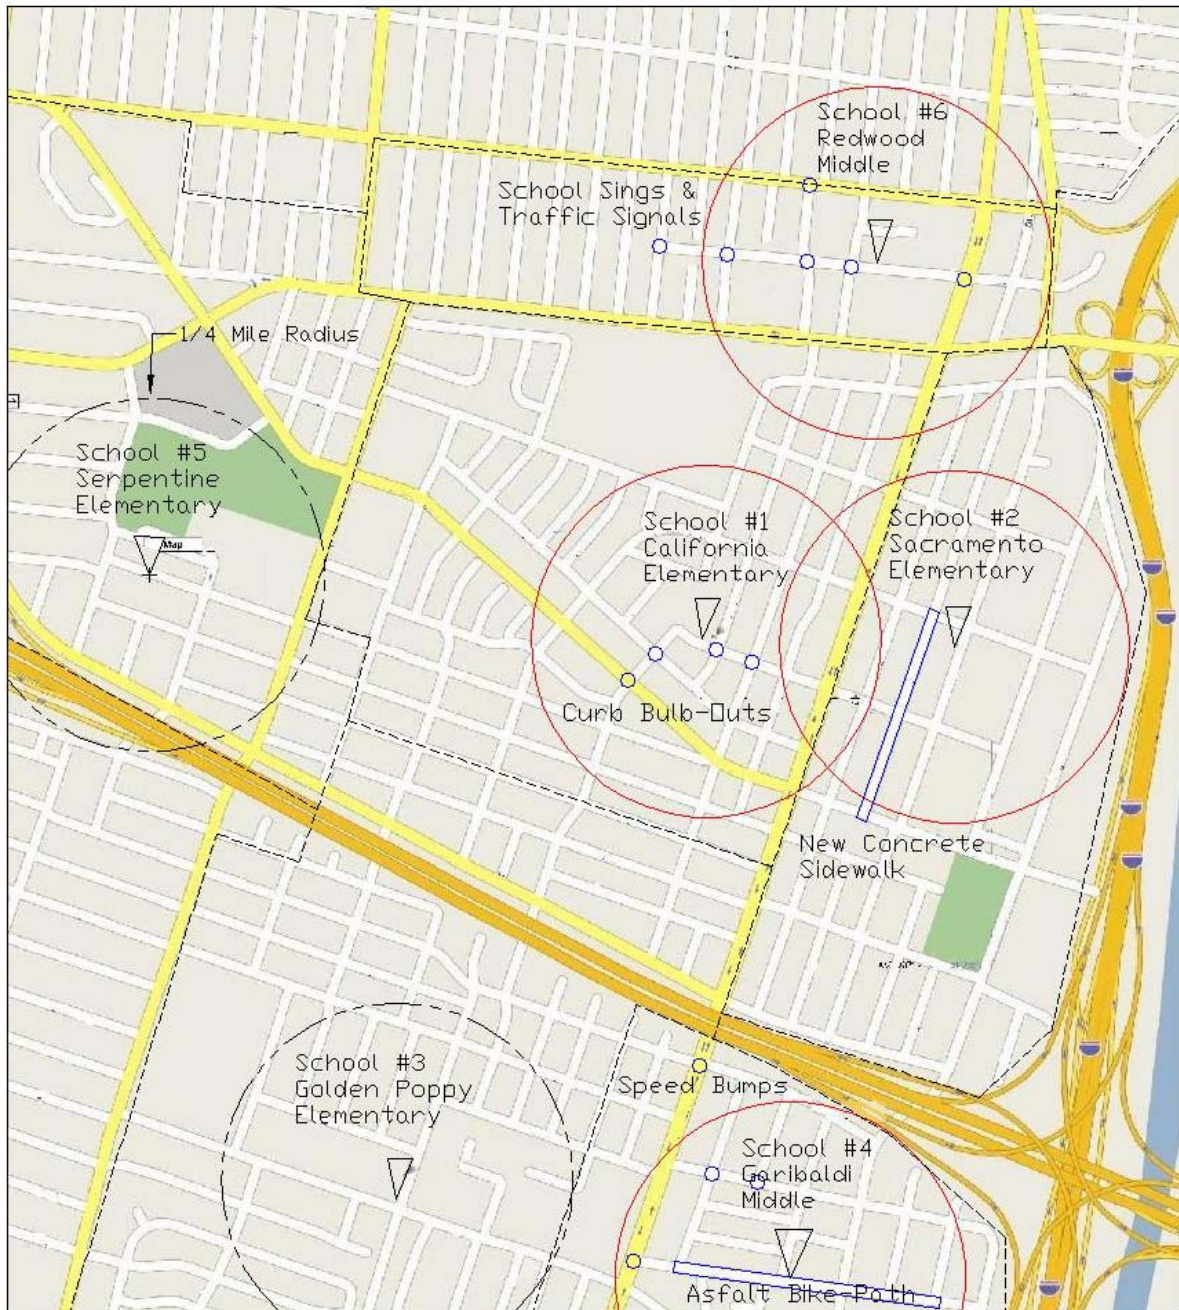 School #6
Redwood
Middle
School Sings &
Traffic Signals
1/4 Mile Radius
School #5
Serpentine
Elementary
Map
School #1
California
Elementary
School #2
Sacramento
Elementary
Curb Bulb-Outs
New Concrete
Sidewalk
School #3
Golden Poppy
Elementary
Speed Bumps
School #4
Garibaldi
Middle
Asfalt Bike-Path